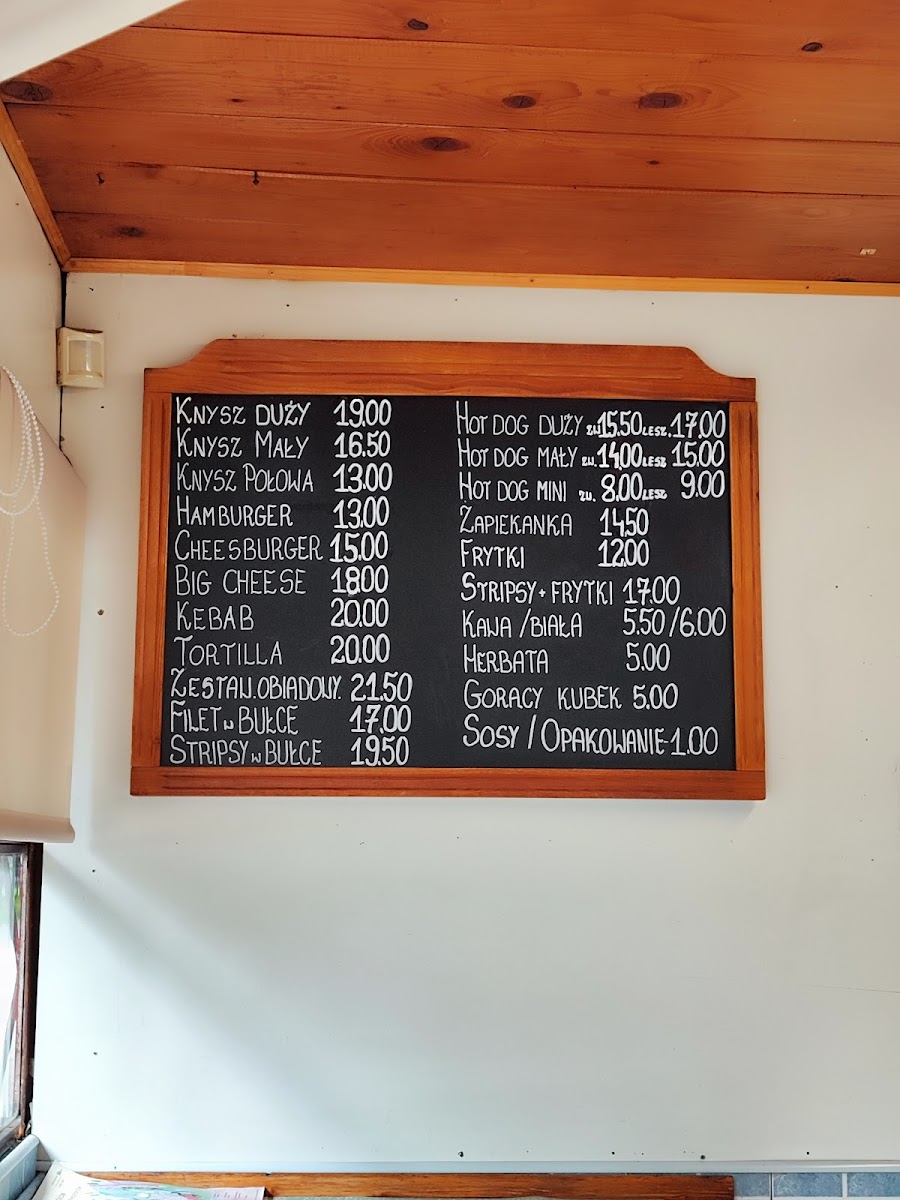 KNYSZ DUŻY 19.00
KNYSZ MAŁY 16.50
KNYSZ POŁOWA 13.00
HAMBURGER 13.00
CHEESBURGER 15.00
BIG CHEESE 18.00
KEBAB 20.00
TORTILLA 20.00
ZESTAW.OBIADOWY. 21.50
FILET W BUŁCE 17.00
STRIPSY W BUŁCE 19.50
HOT DOG DUŻY ZW. 15.50 LESZ. 17.00
HOT DOG MAŁY ZW. 14.00 LESZ 15.00
HOT DOG MINI ZW. 8.00 LESZ 9.00
ZAPIEKANKA 14.50
FRYTKI 12.00
STRIPSY + FRYTKI 17.00
KAWA / BIAŁA 5.50 / 6.00
HERBATA 5.00
GORĄCY KUBEK 5.00
SOSY / OPAKOWANIE - 1.00